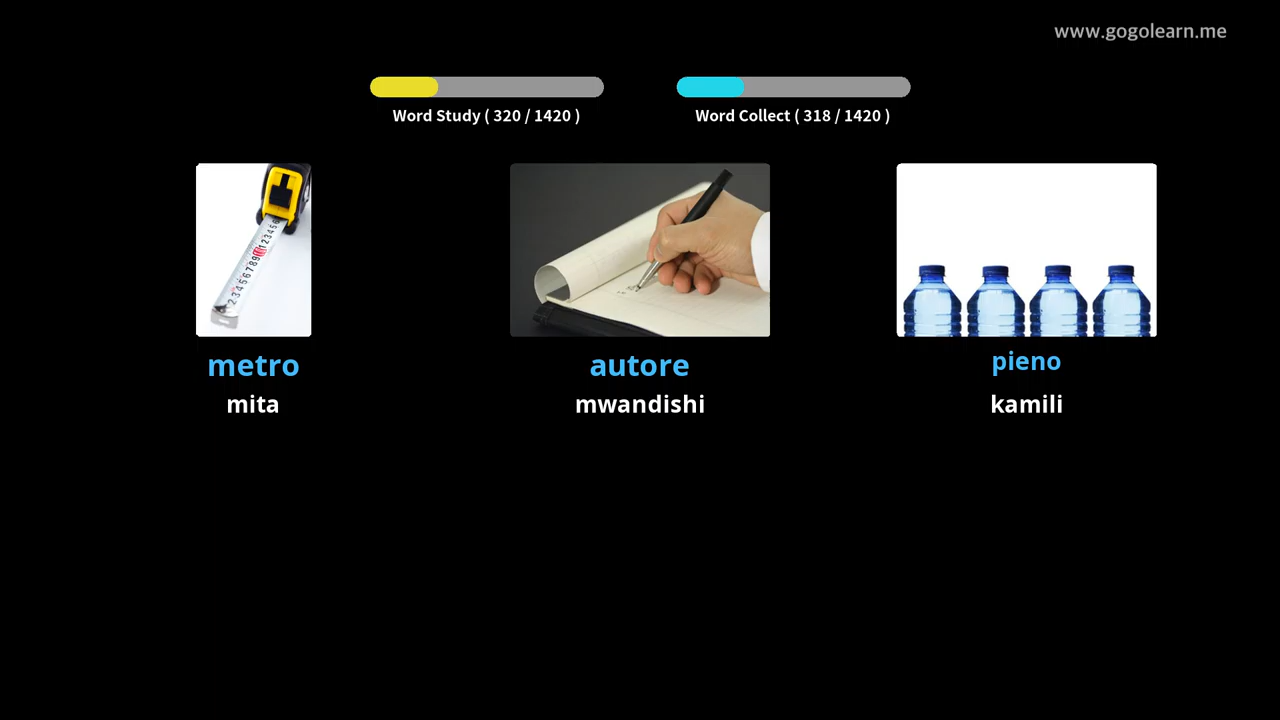 www.gogolearn.me
Word Study ( 320 / 1420 )
Word Collect ( 318 / 1420 )
metro
mita
autore
mwandishi
pieno
kamili